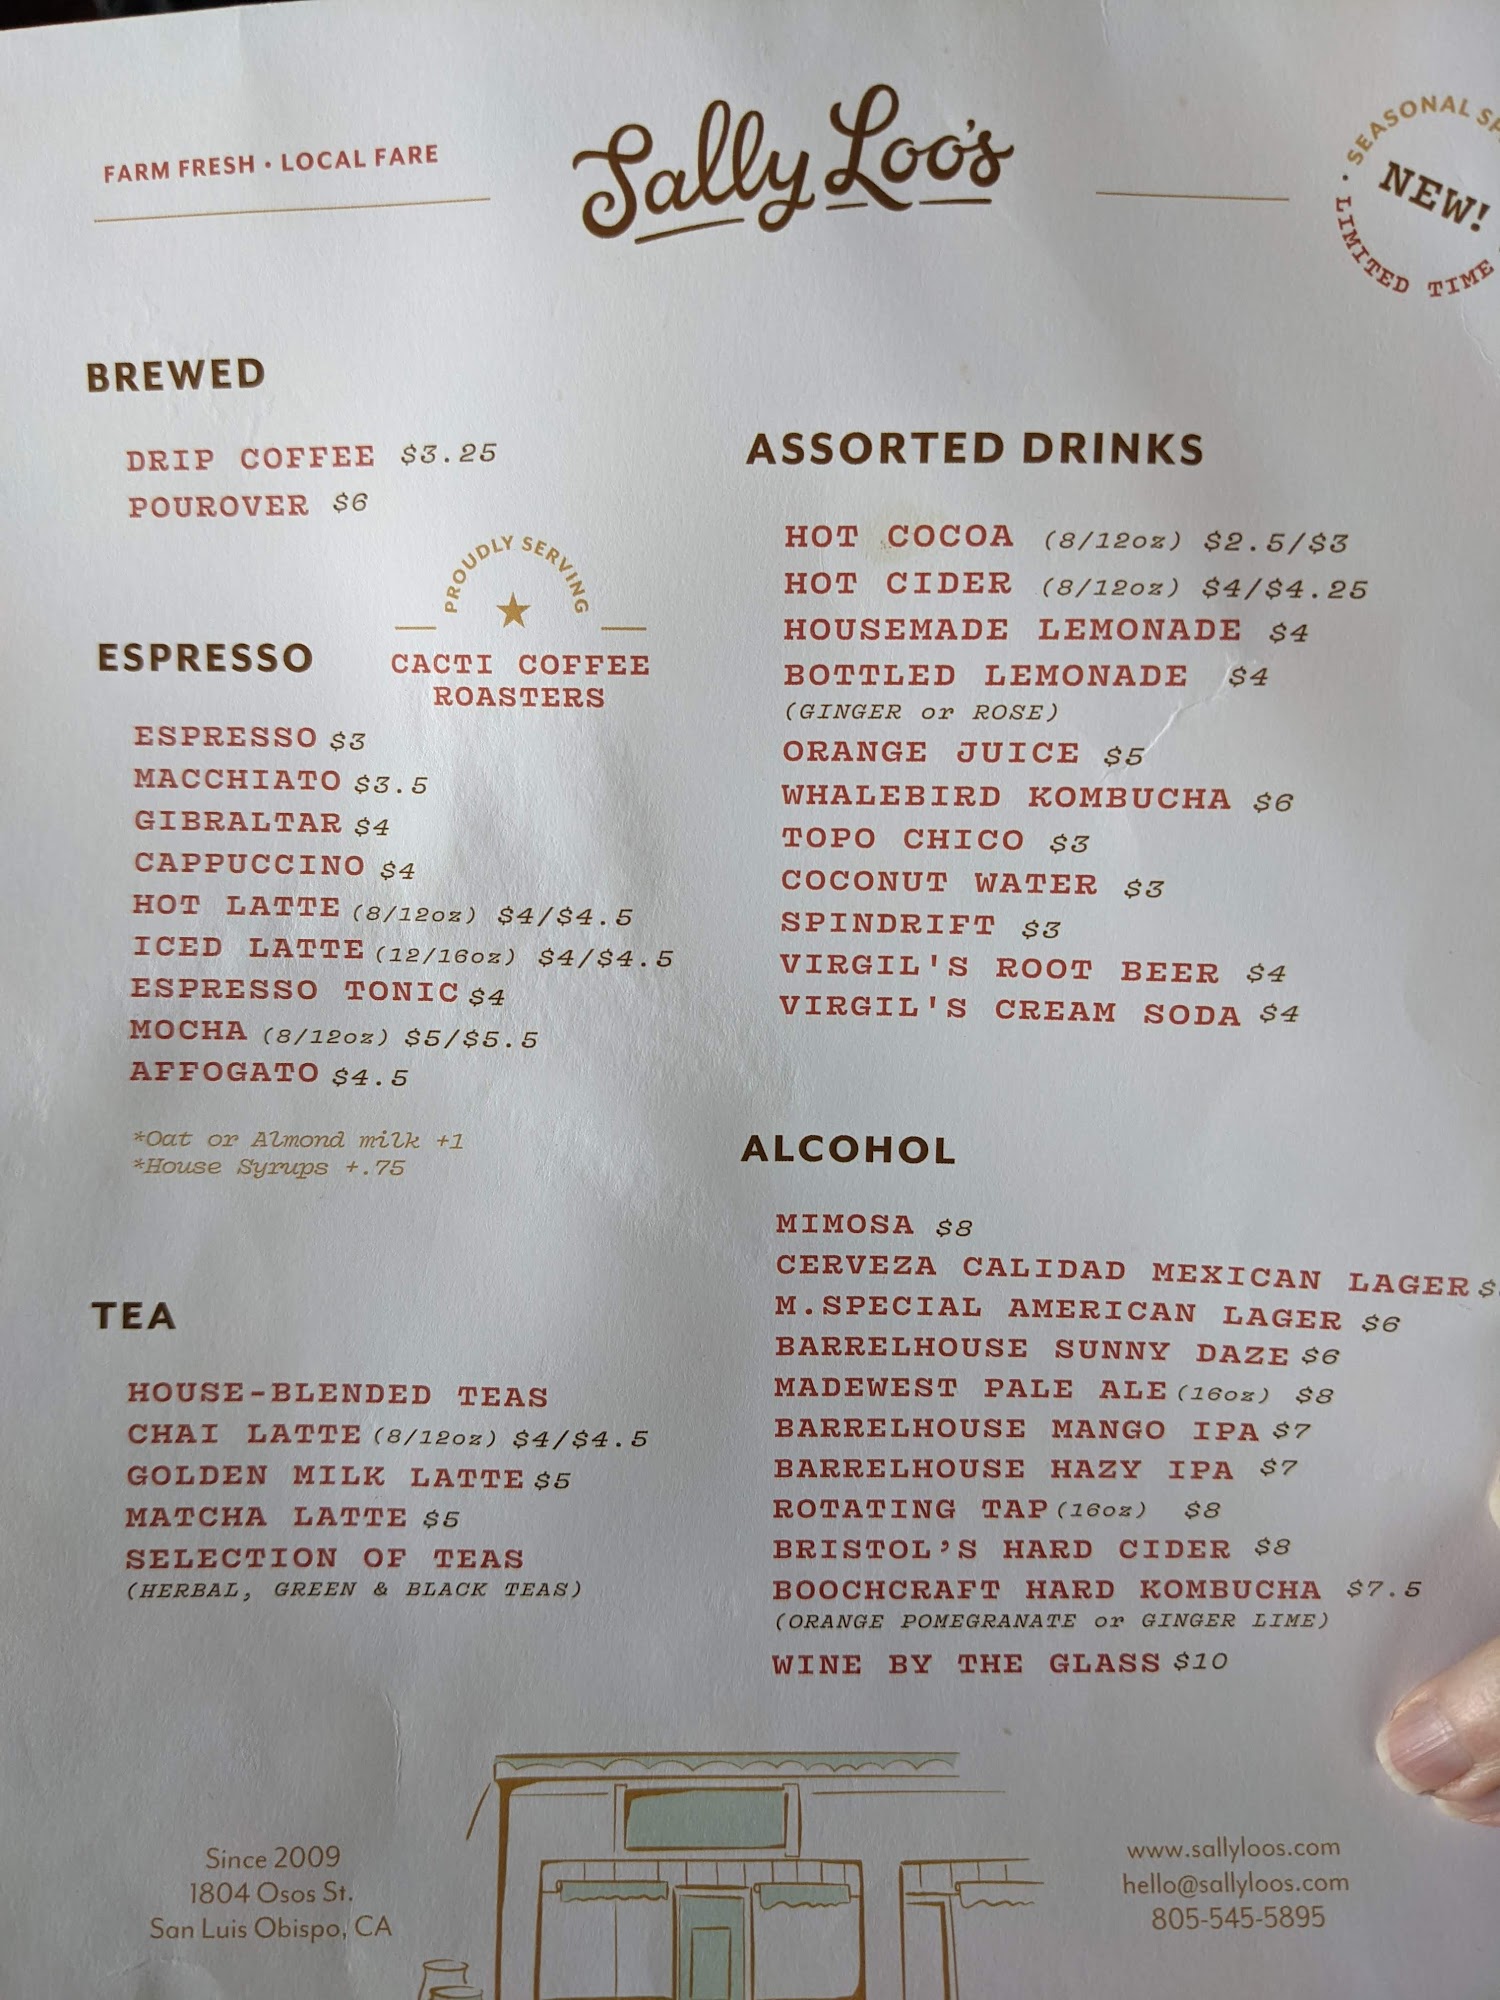 FARM FRESH • LOCAL FARE
Sally Loo's
SEASONAL
NEW!
LIMITED TIME
BREWED
DRIP COFFEE $3.25
POUROVER $6
PROUDLY SERVING
CACTI COFFEE
ROASTERS
ESPRESSO
ESPRESSO $3
MACCHIATO $3.5
GIBRALTAR $4
CAPPUCCINO $4
HOT LATTE (8/12oz) $4/$4.5
ICED LATTE (12/16oz) $4/$4.5
ESPRESSO TONIC $4
MOCHA (8/12oz) $5/$5.5
AFFOGATO $4.5
*Oat or Almond milk +1
*House Syrups +.75
TEA
HOUSE-BLENDED TEAS
CHAI LATTE (8/12oz) $4/$4.5
GOLDEN MILK LATTE $5
MATCHA LATTE $5
SELECTION OF TEAS
(HERBAL, GREEN & BLACK TEAS)
ASSORTED DRINKS
HOT COCOA (8/12oz) $2.5/$3
HOT CIDER (8/12oz) $4/$4.25
HOUSEMADE LEMONADE $4
BOTTLED LEMONADE $4
(GINGER or ROSE)
ORANGE JUICE $5
WHALEBIRD KOMBUCHA $6
TOPO CHICO $3
COCONUT WATER $3
SPINDRIFT $3
VIRGIL'S ROOT BEER $4
VIRGIL'S CREAM SODA $4
ALCOHOL
MIMOSA $8
CERVEZA CALIDAD MEXICAN LAGER
M.SPECIAL AMERICAN LAGER $6
BARRELHOUSE SUNNY DAZE $6
MADEWEST PALE ALE (16oz) $8
BARRELHOUSE MANGO IPA $7
BARRELHOUSE HAZY IPA $7
ROTATING TAP (16oz) $8
BRISTOL'S HARD CIDER $8
BOOCHCRAFT HARD KOMBUCHA $7.5
(ORANGE POMEGRANATE or GINGER LIME)
WINE BY THE GLASS $10
Since 2009
1804 Osos St.
San Luis Obispo, CA
www.sallyloos.com
hello@sallyloos.com
805-545-5895